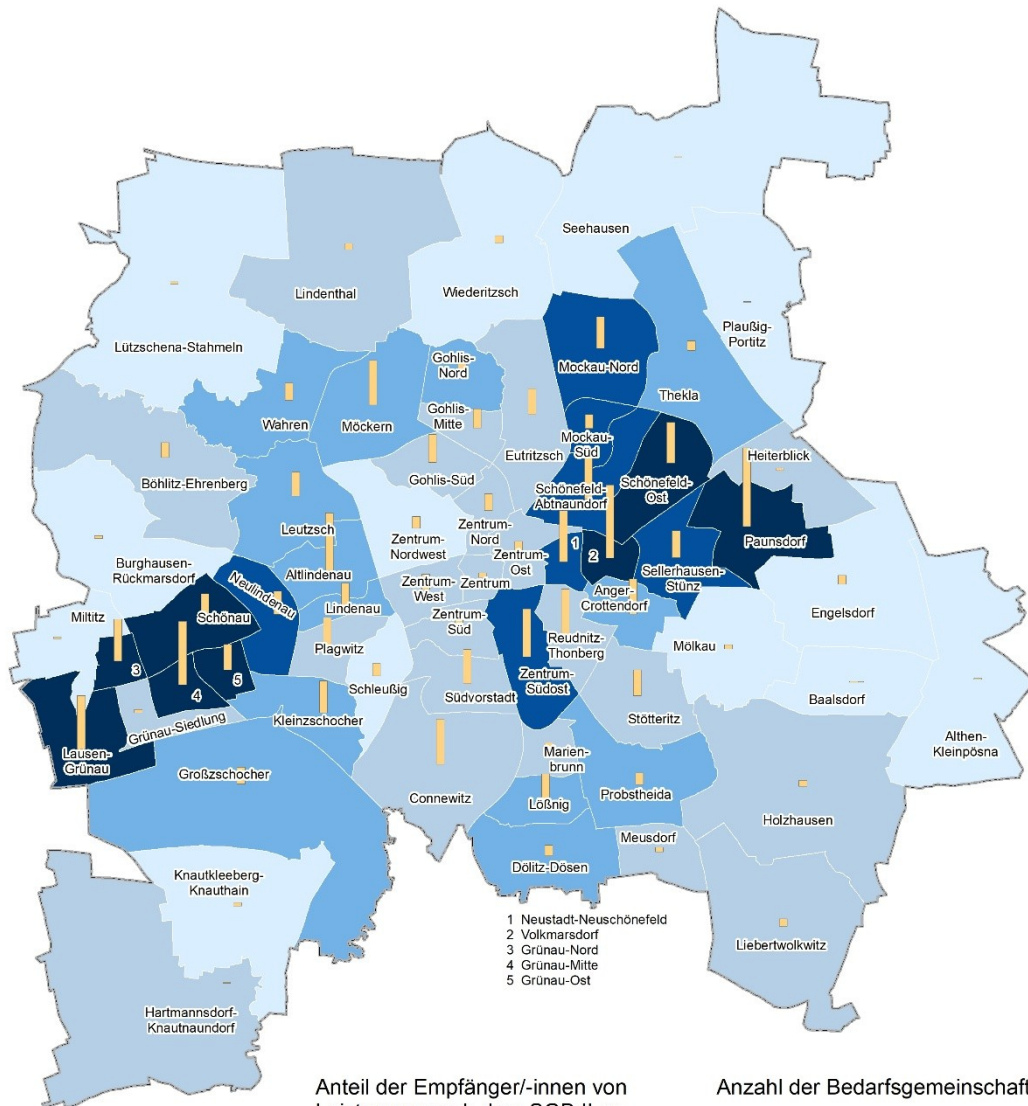 Seehausen
Lindenthal
Wiederitzsch
Plaußig-
Portitz
Lützschena-Stahmeln
Mockau-Nord
Thekla
Gohlis-
Nord
Wahren
Möckern
Gohlis-
Mitte
Eutritzsch
Mockau-
Süd
Heiterblick
Böhlitz-Ehrenberg
Gohlis-Süd
Schönefeld-
Abtnaundorf
Schönefeld-
Ost
Leutzsch
Zentrum-
Nordwest
Zentrum-
Nord
Paunsdorf
Zentrum-
Ost
1
2
Sellerhausen-
Stünz
Burghausen-
Rückmarsdorf
Altlindenau
Neulindenau
Zentrum-
West
Zentrum
Anger-
Crottendorf
Engelsdorf
Miltitz
Schönau
Lindenau
Zentrum-
Süd
Reudnitz-
Thonberg
Mölkau
Plagwitz
3
4
5
Schleußig
Südvorstadt
Zentrum-
Südost
Baalsdorf
Grünau-Siedlung
Kleinzschocher
Stötteritz
Lausen-
Grünau
Althen-
Kleinpösna
Marien-
brunn
Großzschocher
Connewitz
Lößnig
Probstheida
Holzhausen
Meusdorf
Dölitz-Dösen
Knautkleeberg-
Knauthain
1 Neustadt-Neuschönefeld
2 Volkmarsdorf
3 Grünau-Nord
4 Grünau-Mitte
5 Grünau-Ost
Liebertwolkwitz
Hartmannsdorf-
Knautnaundorf
Anteil der Empfänger/-innen von
Anzahl der Bedarfsgemeinschaft